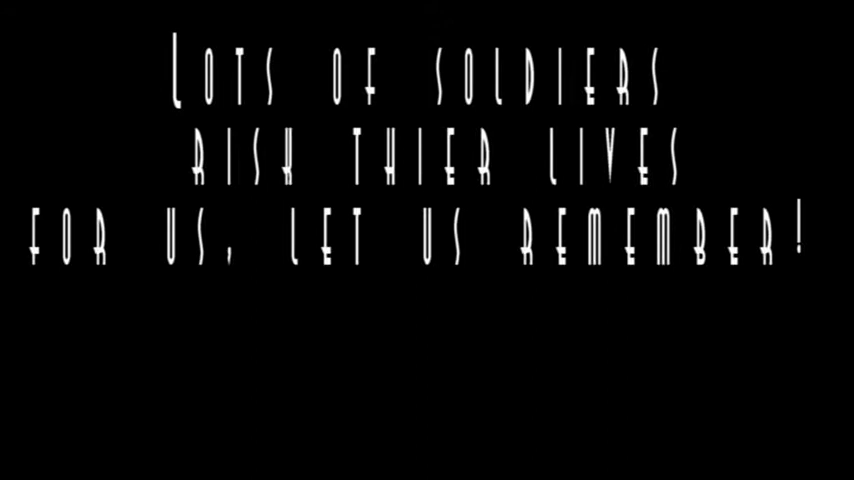 Lots of soldiers
risk thier lives
for us, let us remember!